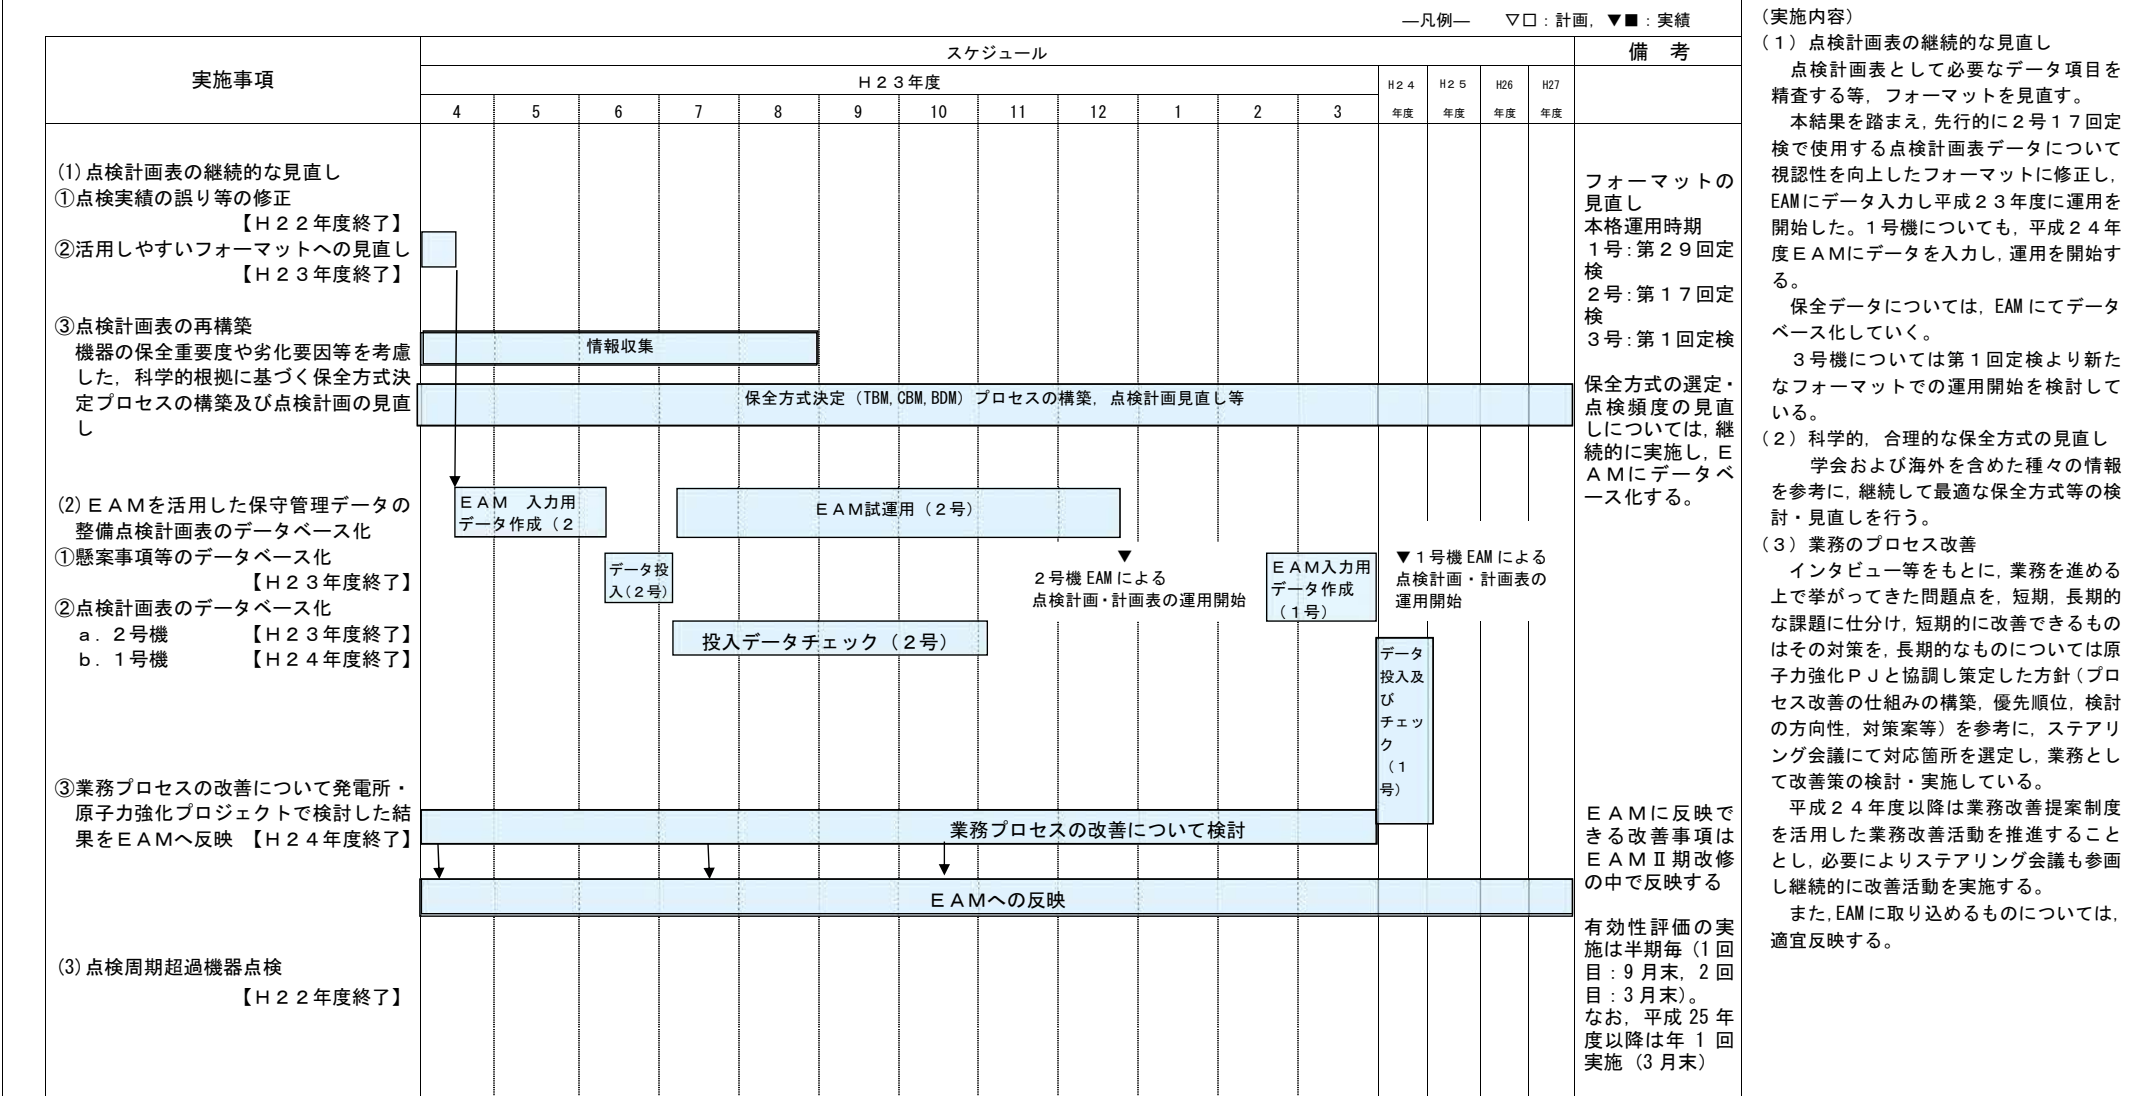 ―凡例― ▽□：計画，▼■：実績
実施事項
スケジュール
備 考
Ｈ２３年度
H２４
年度
H２５
年度
H26
年度
H27
年度
4 5 6 7 8 9 10 11 12 1 2 3
(1)点検計画表の継続的な見直し
①点検実績の誤り等の修正
【Ｈ２２年度終了】
②活用しやすいフォーマットへの見直し
【Ｈ２３年度終了】
③点検計画表の再構築
機器の保全重要度や劣化要因等を考慮
した，科学的根拠に基づく保全方式決
定プロセスの構築及び点検計画の見直
し
(2)ＥＡＭを活用した保守管理データの
整備点検計画表のデータベース化
①懸案事項等のデータベース化
【Ｈ２３年度終了】
②点検計画表のデータベース化
ａ．２号機 【Ｈ２３年度終了】
ｂ．１号機 【Ｈ２４年度終了】
③業務プロセスの改善について発電所・
原子力強化プロジェクトで検討した結
果をＥＡＭへ反映 【Ｈ２４年度終了】
(3)点検周期超過機器点検
【Ｈ２２年度終了】
情報収集
保全方式決定（TBM,CBM,BDM）プロセスの構築，点検計画見直し等
ＥＡＭ 入力用
データ作成（２
ＥＡＭ試運用（２号）
データ投
入(２号)
▼
２号機 EAM による
点検計画・計画表の運用開始
ＥＡＭ入力用
データ作成
（１号）
▼１号機 EAM による
点検計画・計画表の
運用開始
投入データチェック（２号）
データ
投入及
び
チェッ
ク
（１
号）
業務プロセスの改善について検討
ＥＡＭへの反映
フォーマットの
見直し
本格運用時期
１号：第２９回定
検
２号：第１７回定
検
３号：第１回定検
保全方式の選定・
点検頻度の見直
しについては，継
続的に実施し，Ｅ
ＡＭにデータベ
ース化する。
ＥＡＭに反映で
きる改善事項は
ＥＡＭⅡ期改修
の中で反映する
有効性評価の実
施は半期毎（1 回
目：9 月末，2 回
目：3 月末）。
なお，平成 25 年
度以降は年 1 回
実施（3 月末）
（実施内容）
（１）点検計画表の継続的な見直し
点検計画表として必要なデータ項目を
精査する等，フォーマットを見直す。
本結果を踏まえ，先行的に２号１７回定
検で使用する点検計画表データについて
視認性を向上したフォーマットに修正し，
EAM にデータ入力し平成２３年度に運用を
開始した。１号機についても，平成２４年
度ＥＡＭにデータを入力し，運用を開始す
る。
保全データについては，EAM にてデータ
ベース化していく。
３号機については第１回定検より新た
なフォーマットでの運用開始を検討して
いる。
（２）科学的，合理的な保全方式の見直し
学会および海外を含めた種々の情報
を参考に，継続して最適な保全方式等の検
討・見直しを行う。
（３）業務のプロセス改善
インタビュー等をもとに，業務を進める
上で挙がってきた問題点を，短期，長期的
な課題に仕分け，短期的に改善できるもの
はその対策を，長期的なものについては原
子力強化ＰＪと協調し策定した方針（プロ
セス改善の仕組みの構築，優先順位，検討
の方向性，対策案等）を参考に，ステアリ
ング会議にて対応箇所を選定し，業務とし
て改善策の検討・実施している。
平成２４年度以降は業務改善提案制度
を活用した業務改善活動を推進すること
とし，必要によりステアリング会議も参画
し継続的に改善活動を実施する。
また，EAM に取り込めるものについては，
適宜反映する。